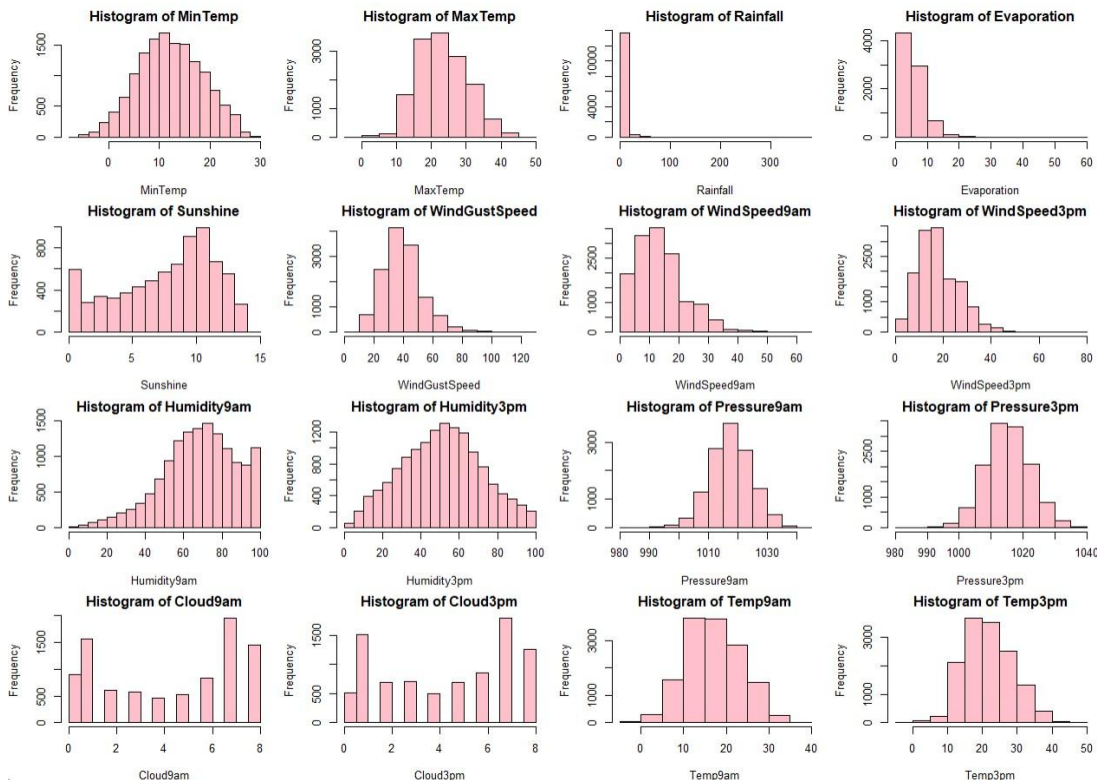 Histogram of MinTemp
Frequency
0 500 1500
0 10 20 30
MinTemp
Histogram of MaxTemp
Frequency
0 1000 3000
0 10 20 30 40 50
MaxTemp
Histogram of Rainfall
Frequency
0 4000 10000
0 100 200 300
Rainfall
Histogram of Evaporation
Frequency
0 2000 4000
0 10 20 30 40 50 60
Evaporation
Histogram of Sunshine
Frequency
0 400 800
0 5 10 15
Sunshine
Histogram of WindGustSpeed
Frequency
0 1000 3000
20 40 60 80 100 120
WindGustSpeed
Histogram of WindSpeed9am
Frequency
0 1000 2500
0 10 20 30 40 50 60
WindSpeed9am
Histogram of WindSpeed3pm
Frequency
0 1000 2500
0 20 40 60 80
WindSpeed3pm
Histogram of Humidity9am
Frequency
0 500 1000 1500
0 20 40 60 80 100
Humidity9am
Histogram of Humidity3pm
Frequency
0 400 800 1200
0 20 40 60 80 100
Humidity3pm
Histogram of Pressure9am
Frequency
0 1000 3000
980 990 1010 1030
Pressure9am
Histogram of Pressure3pm
Frequency
0 1000 2500
980 990 1000 1020 1040
Pressure3pm
Histogram of Cloud9am
Frequency
0 500 1500
0 2 4 6 8
Cloud9am
Histogram of Cloud3pm
Frequency
0 500 1000 1500
0 2 4 6 8
Cloud3pm
Histogram of Temp9am
Frequency
0 1000 3000
0 10 20 30 40
Temp9am
Histogram of Temp3pm
Frequency
0 1000 3000
0 10 20 30 40 50
Temp3pm